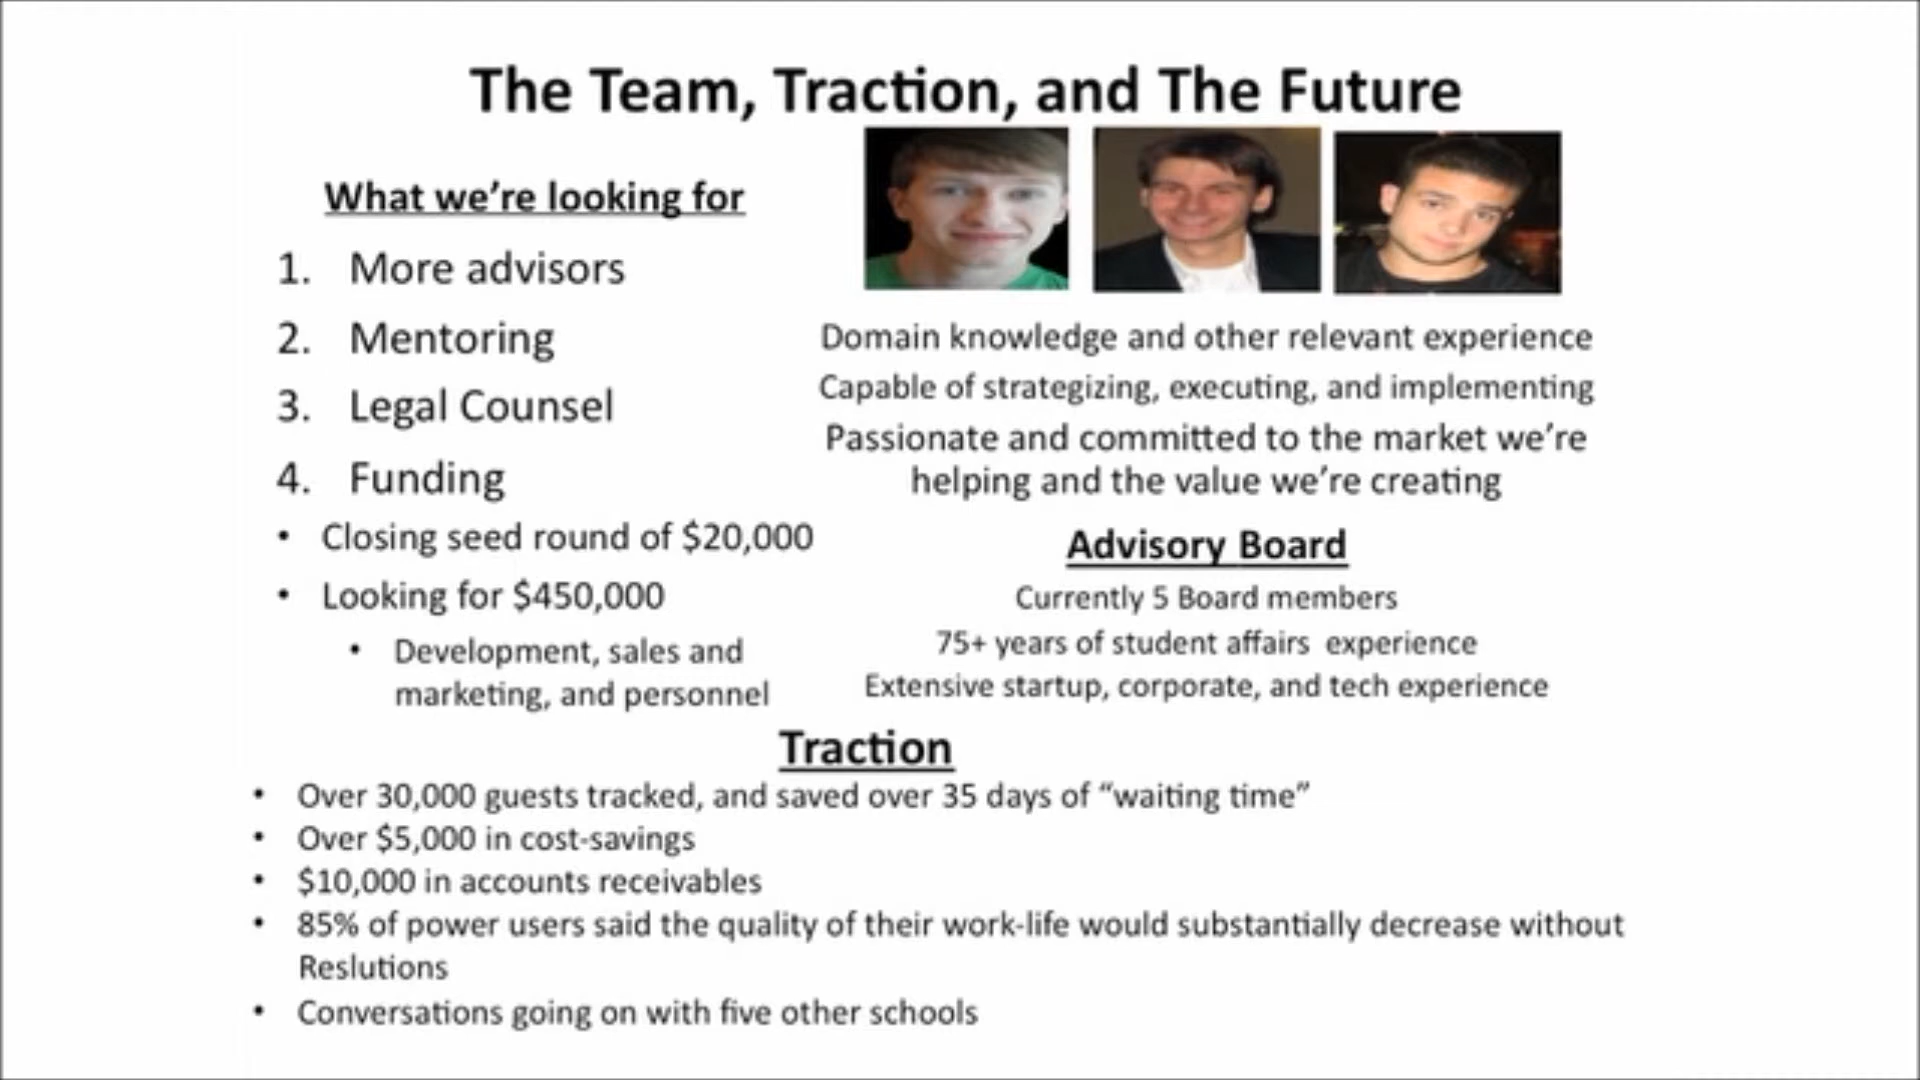 The Team, Traction, and The Future
What we’re looking for
1. More advisors
2. Mentoring
3. Legal Counsel
4. Funding
• Closing seed round of $20,000
• Looking for $450,000
• Development, sales and
marketing, and personnel
Domain knowledge and other relevant experience
Capable of strategizing, executing, and implementing
Passionate and committed to the market we’re
helping and the value we’re creating
Advisory Board
Currently 5 Board members
75+ years of student affairs experience
Extensive startup, corporate, and tech experience
Traction
• Over 30,000 guests tracked, and saved over 35 days of “waiting time”
• Over $5,000 in cost-savings
• $10,000 in accounts receivables
• 85% of power users said the quality of their work-life would substantially decrease without
Reslutions
• Conversations going on with five other schools